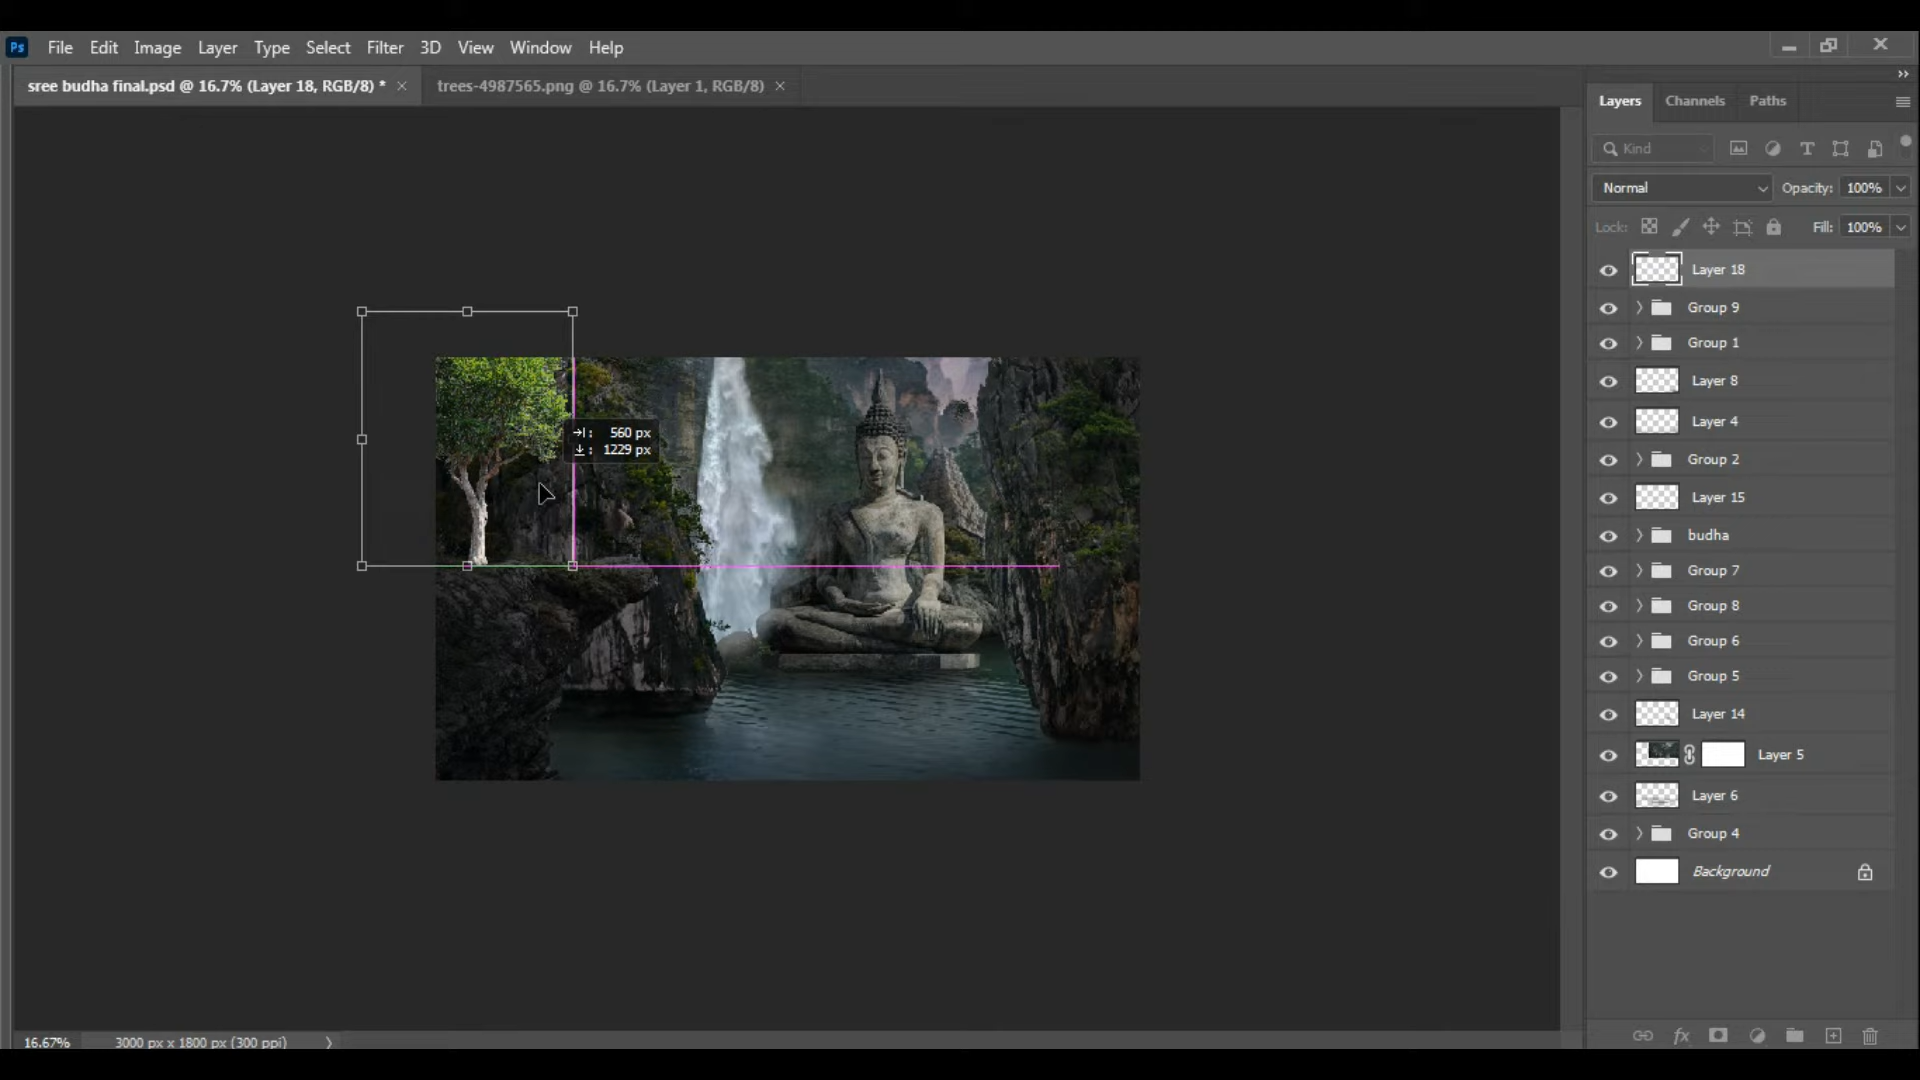 Ps File Edit Image Layer Type Select Filter 3D View Window Help
sree budha final.psd @ 16.7% (Layer 18, RGB/8) * trees-4987565.png @ 16.7% (Layer 1, RGB/8)
Layers Channels Paths
Kind
Normal Opacity: 100%
Lock: Fill: 100%
Layer 18
Group 9
Group 1
Layer 8
Layer 4
Group 2
Layer 15
budha
Group 7
Group 8
Group 6
Group 5
Layer 14
Layer 5
Layer 6
Group 4
Background
560 px
1229 px
16.67% 3000 px x 1800 px (300 ppi)
fx